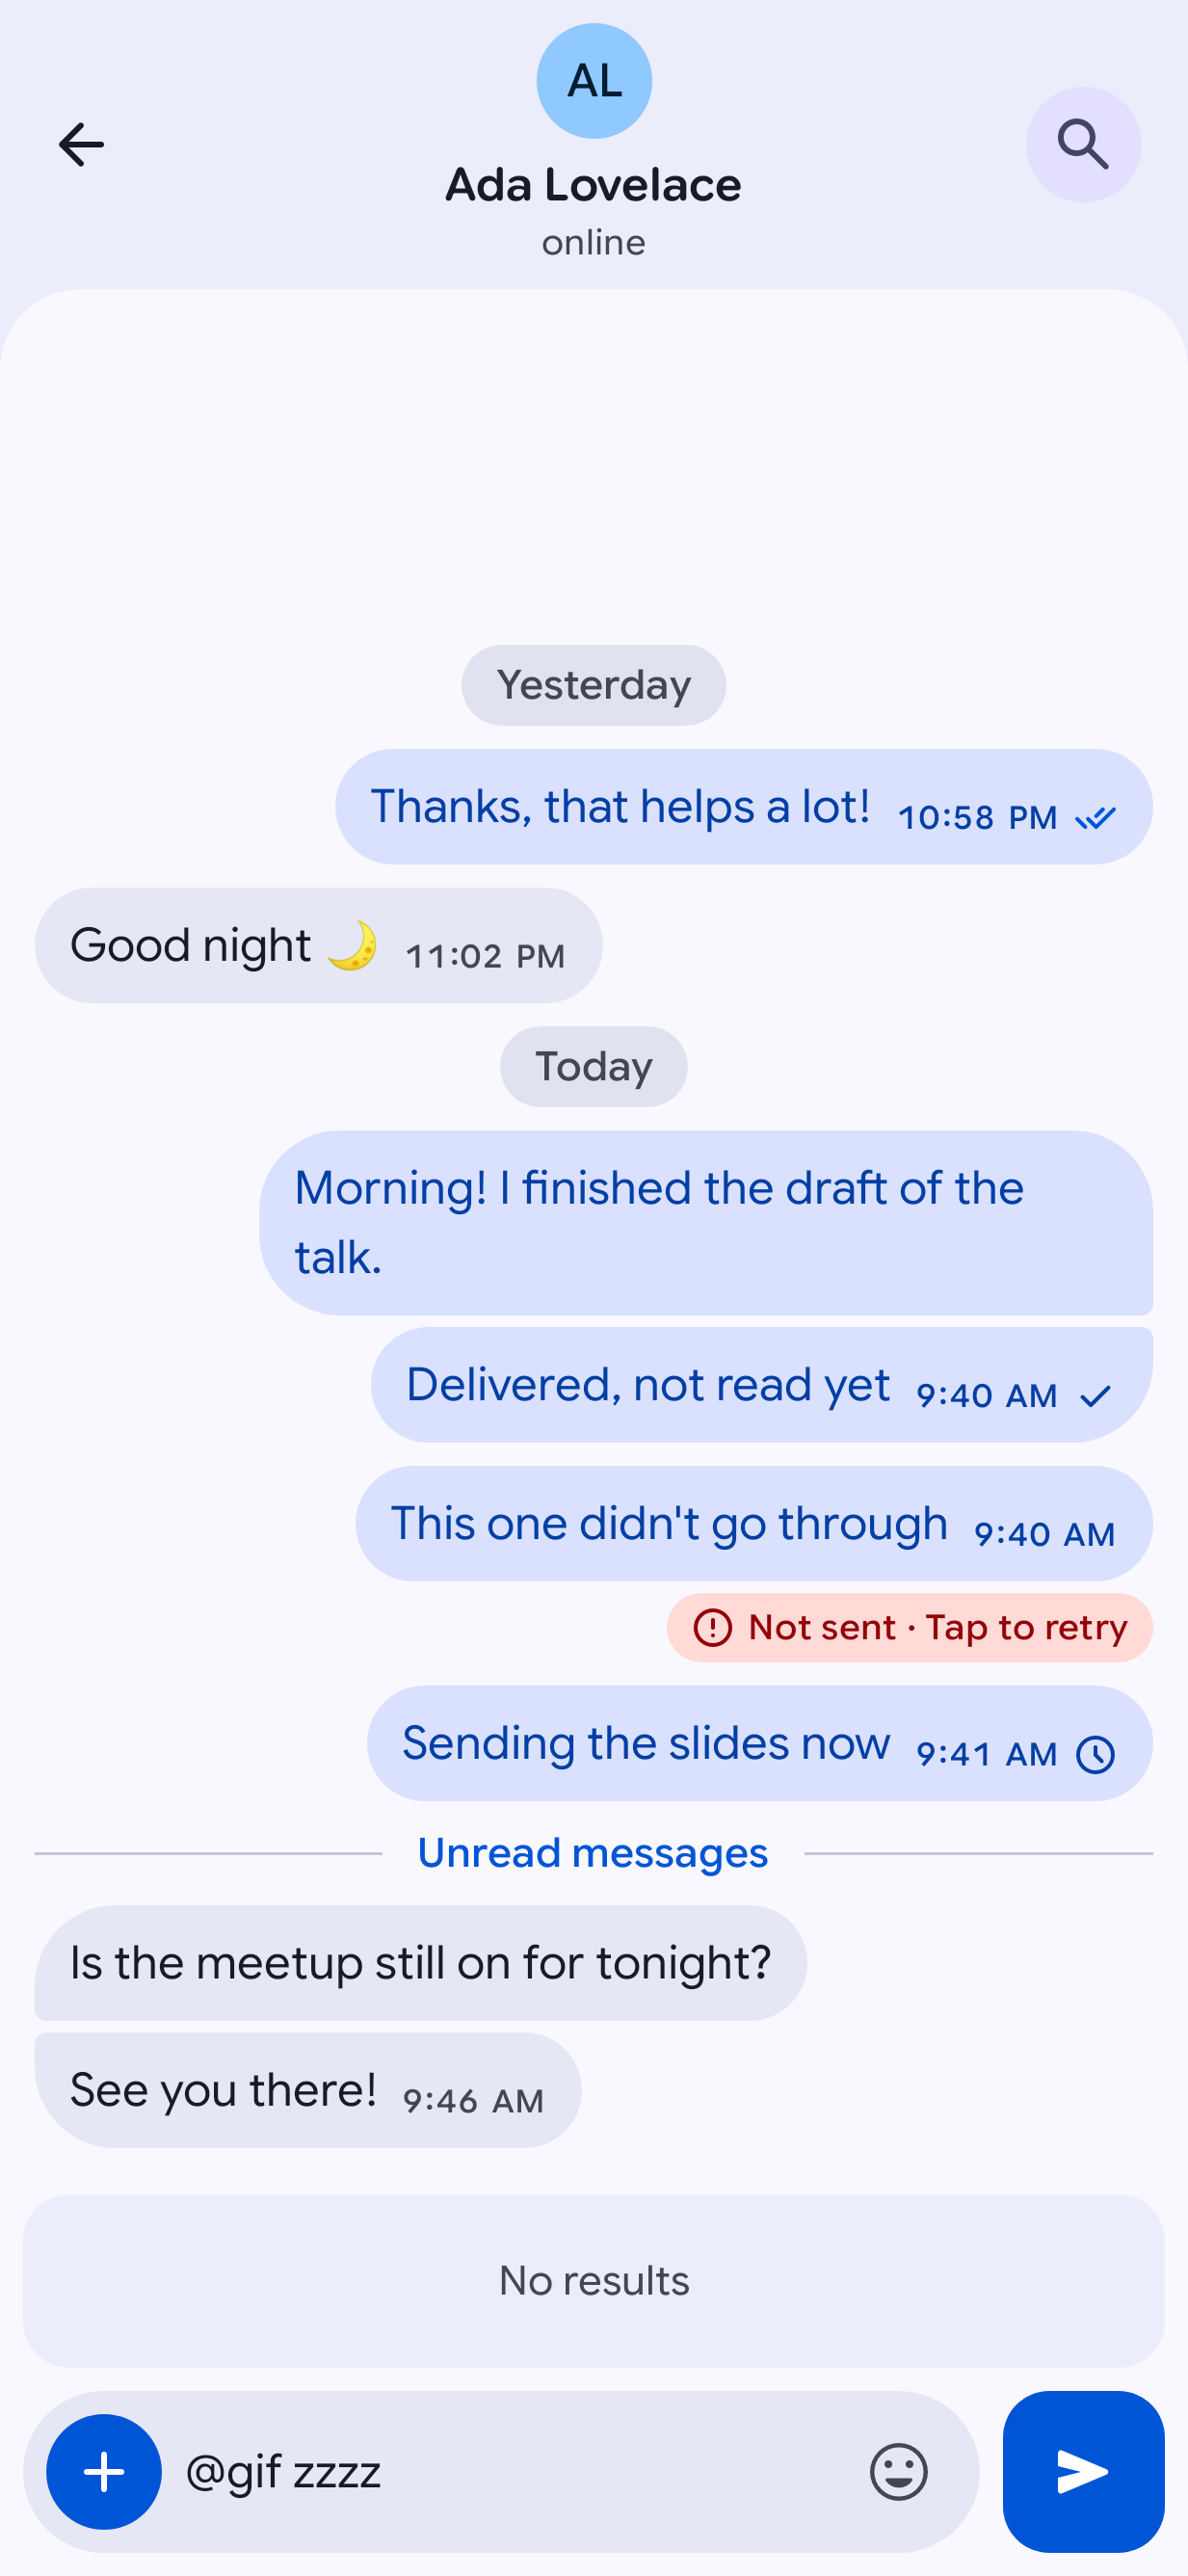 AL
Ada Lovelace
online
Yesterday
Thanks, that helps a lot! 10:58 PM
Good night 🌙 11:02 PM
Today
Morning! I finished the draft of the
talk.
Delivered, not read yet 9:40 AM
This one didn't go through 9:40 AM
Not sent · Tap to retry
Sending the slides now 9:41 AM
Unread messages
Is the meetup still on for tonight?
See you there! 9:46 AM
No results
@gif zzzz